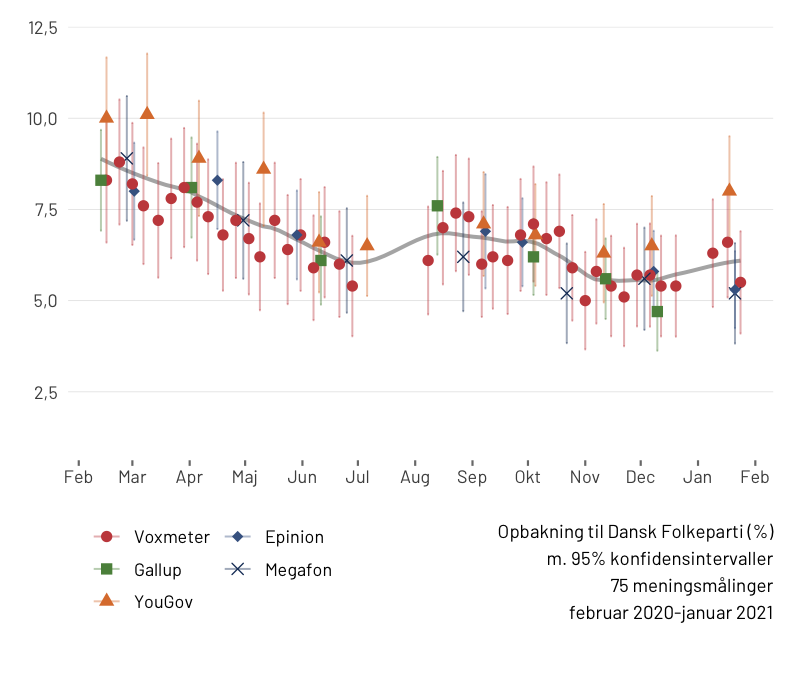 12,5
10,0
7,5
5,0
2,5
Feb Mar Apr Maj Jun Jul Aug Sep Okt Nov Dec Jan Feb
Voxmeter Epinion
Gallup Megafon
YouGov
Opbakning til Dansk Folkeparti (%)
m. 95% konfidensintervaller
75 meningsmålinger
februar 2020-januar 2021